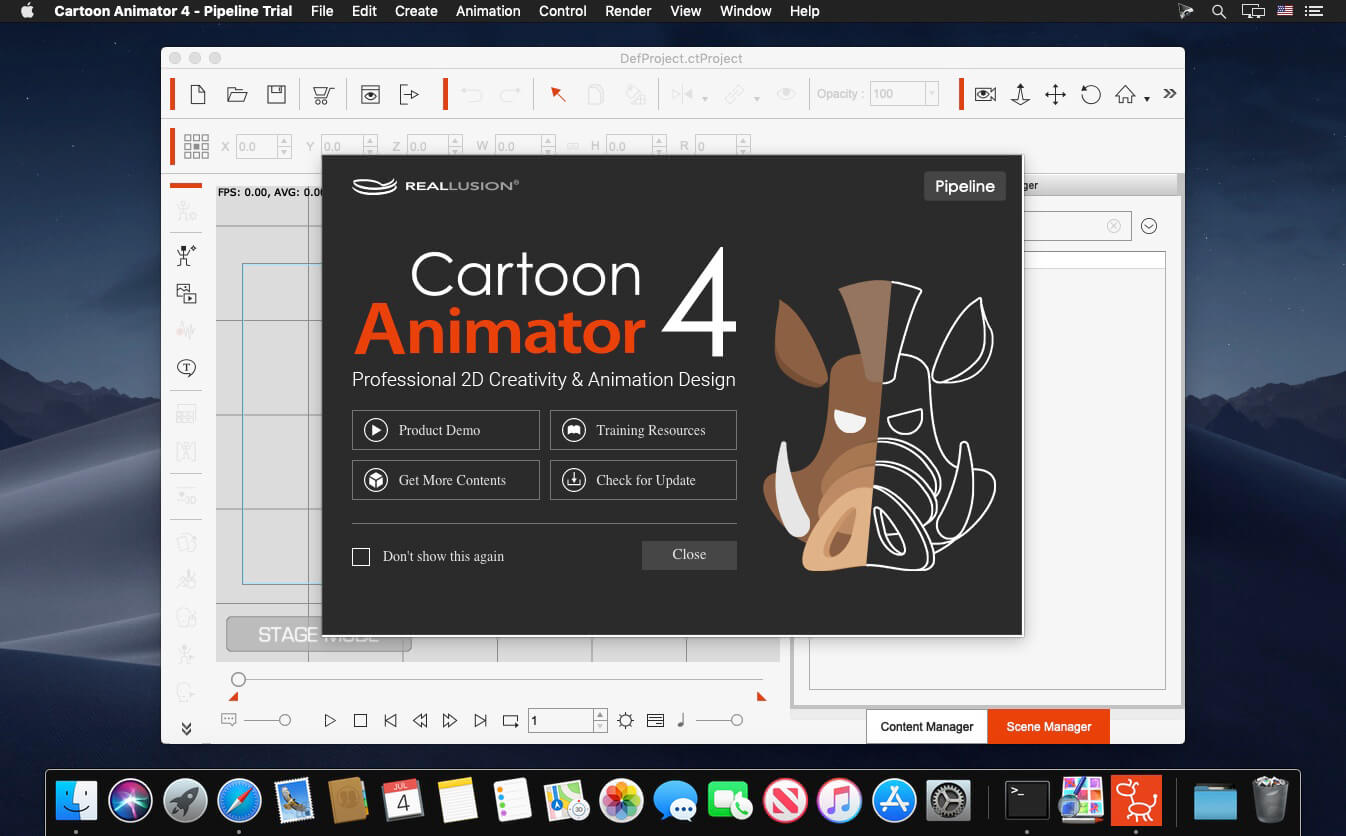 Cartoon Animator 4 - Pipeline Trial File Edit Create Animation Control Render View Window Help
DefProject.ctProject
Opacity : 100
X 0.0 Y 0.0 Z 0.0 W 0.0 H 0.0 R 0
FPS: 0.00, AVG: 0.00
REALLUSION®
Pipeline
ger
Cartoon
Animator 4
Professional 2D Creativity & Animation Design
Product Demo
Training Resources
Get More Contents
Check for Update
Don't show this again
Close
STAGE MODE
1
Content Manager
Scene Manager
JUL
4
3D
>_